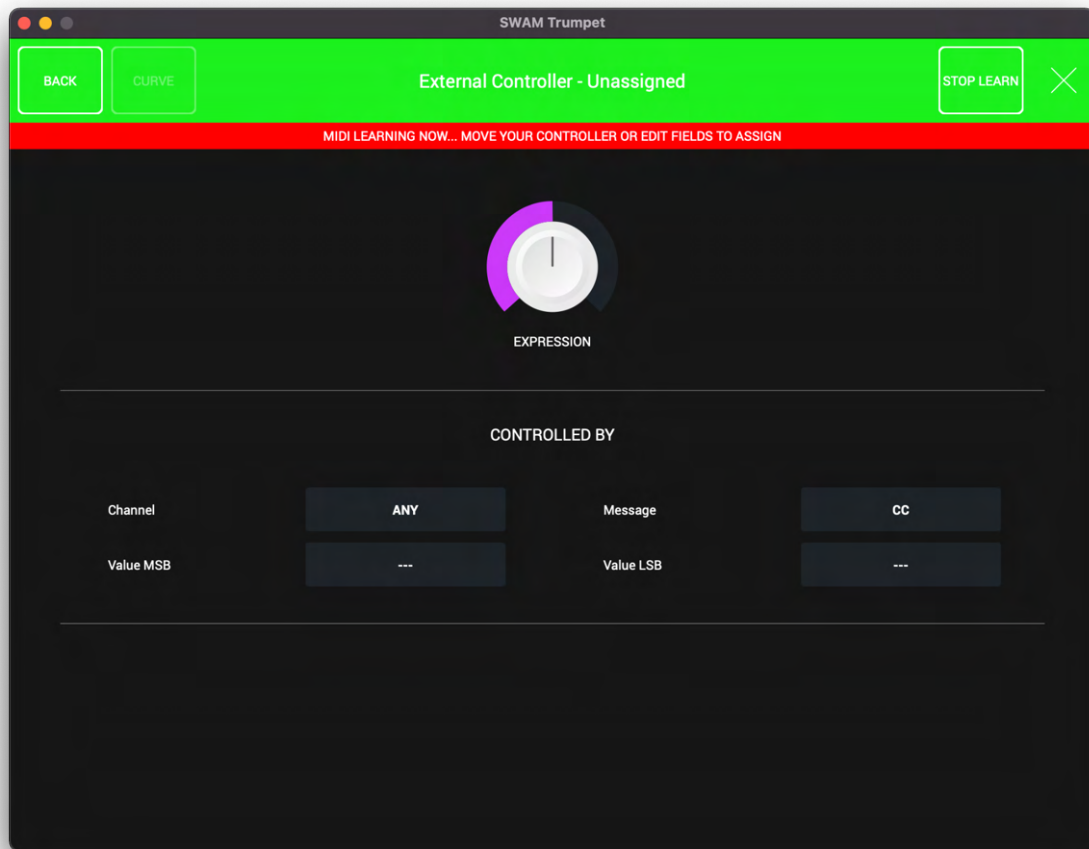 SWAM Trumpet
BACK
CURVE
External Controller - Unassigned
STOP LEARN
MIDI LEARNING NOW... MOVE YOUR CONTROLLER OR EDIT FIELDS TO ASSIGN
EXPRESSION
CONTROLLED BY
Channel ANY Message CC
Value MSB --- Value LSB ---